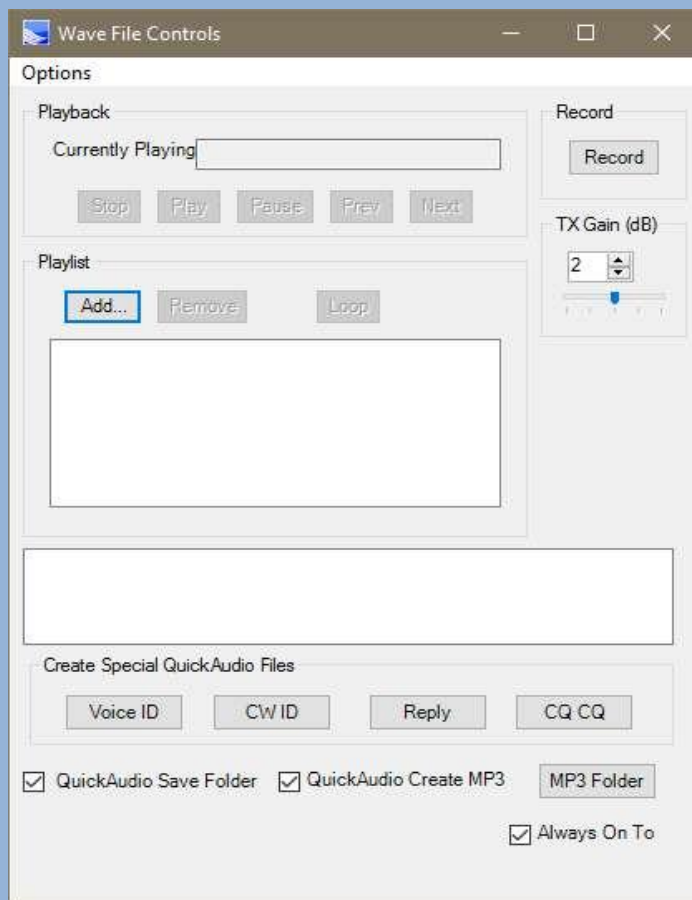 Wave File Controls
Options
Playback
Currently Playing
Stop Play Pause Prev Next
Record
Record
TX Gain (dB)
2
Playlist
Add... Remove Loop
Create Special QuickAudio Files
Voice ID CW ID Reply CQ CQ
QuickAudio Save Folder QuickAudio Create MP3 MP3 Folder
Always On To